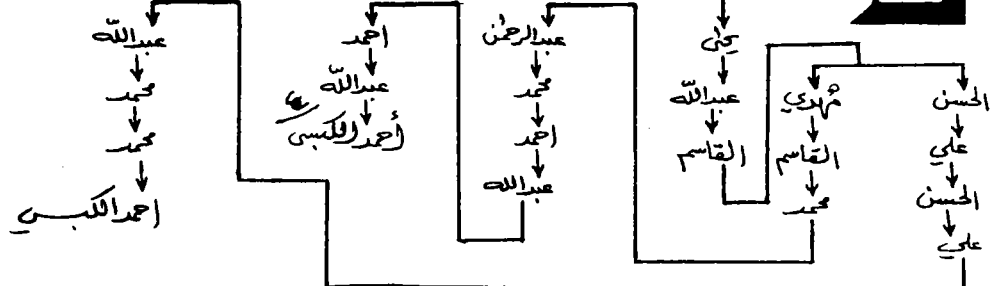 يحيى
عبدالله
القاسم
الحسن
علي
الحسن
علي
مهدي
القاسم
محمد
عبدالرحمن
محمد
احمد
عبدالله
احمد
عبدالله
أحمد الكبسي
عبدالله
محمد
محمد
احمد الكبسي